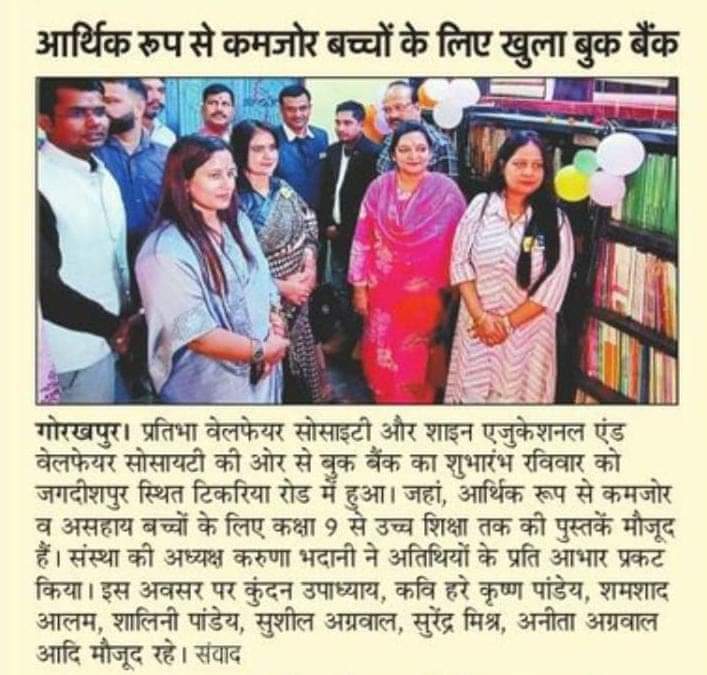 आर्थिक रूप से कमजोर बच्चों के लिए खुला बुक बैंक
गोरखपुर। प्रतिभा वेलफेयर सोसाइटी और शाइन एजुकेशनल एंड
वेलफेयर सोसायटी की ओर से बुक बैंक का शुभारंभ रविवार को
जगदीशपुर स्थित टिकरिया रोड में हुआ। जहां, आर्थिक रूप से कमजोर
व असहाय बच्चों के लिए कक्षा 9 से उच्च शिक्षा तक की पुस्तकें मौजूद
हैं। संस्था की अध्यक्ष करुणा भदानी ने अतिथियों के प्रति आभार प्रकट
किया। इस अवसर पर कुंदन उपाध्याय, कवि हरे कृष्ण पांडेय, शमशाद
आलम, शालिनी पांडेय, सुशील अग्रवाल, सुरेंद्र मिश्र, अनीता अग्रवाल
आदि मौजूद रहे। संवाद